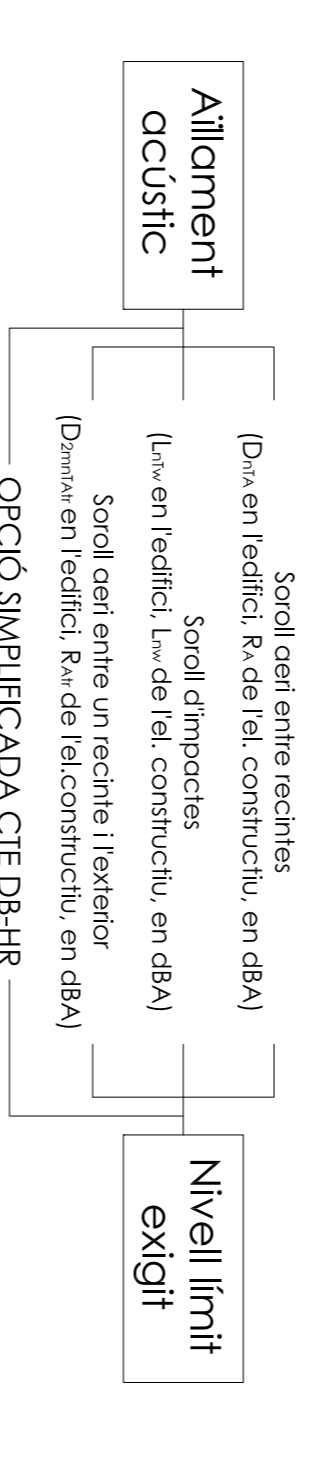 Aïllament
acústic
Soroll aeri entre recintes
(DnTA en l'edifici, RA de l'el. constructiu, en dBA)
Soroll d'impactes
(LnTw en l'edifici, Lnw de l'el. constructiu, en dBA)
Soroll aeri entre un recinte i l'exterior
(D2mnTAtr en l'edifici, RAtr de l'el.constructiu, en dBA)
OPCIÓ SIMPLIFICADA CTE DB-HR
Nivell límit
exigit